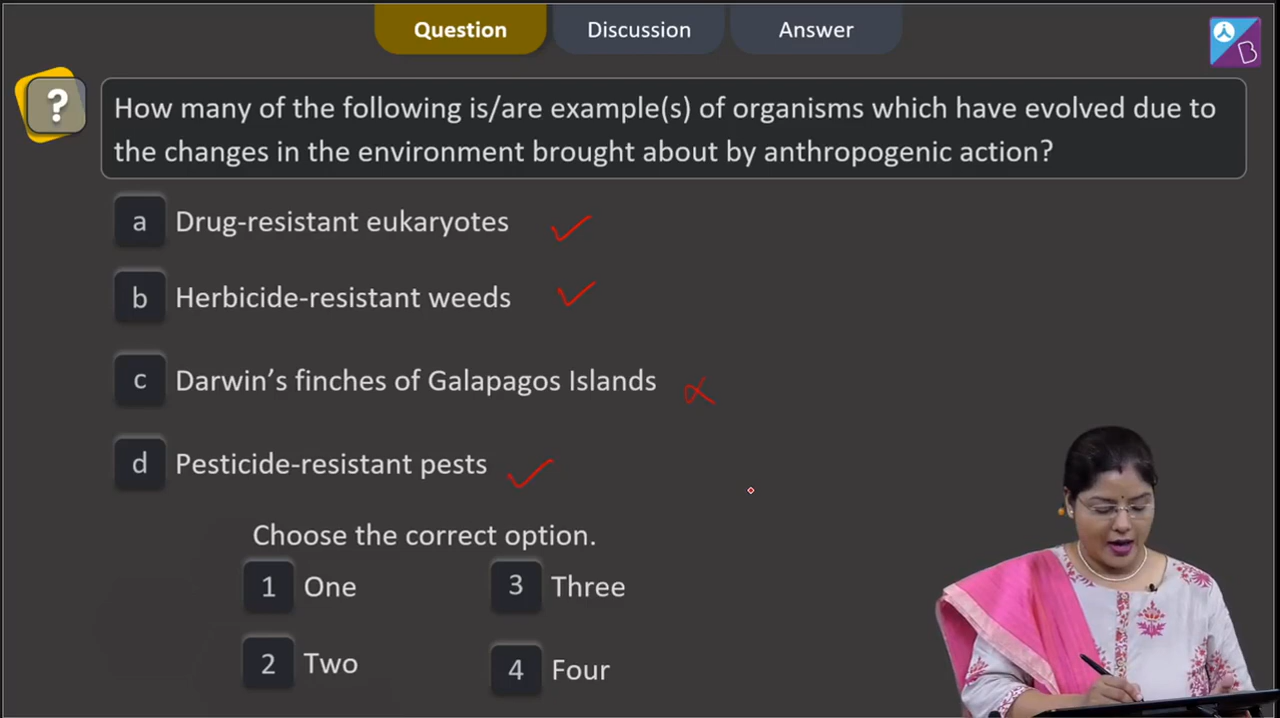 Question Discussion Answer
B
?
How many of the following is/are example(s) of organisms which have evolved due to
the changes in the environment brought about by anthropogenic action?
a Drug-resistant eukaryotes
b Herbicide-resistant weeds
c Darwin’s finches of Galapagos Islands
d Pesticide-resistant pests
Choose the correct option.
1 One 3 Three
2 Two 4 Four